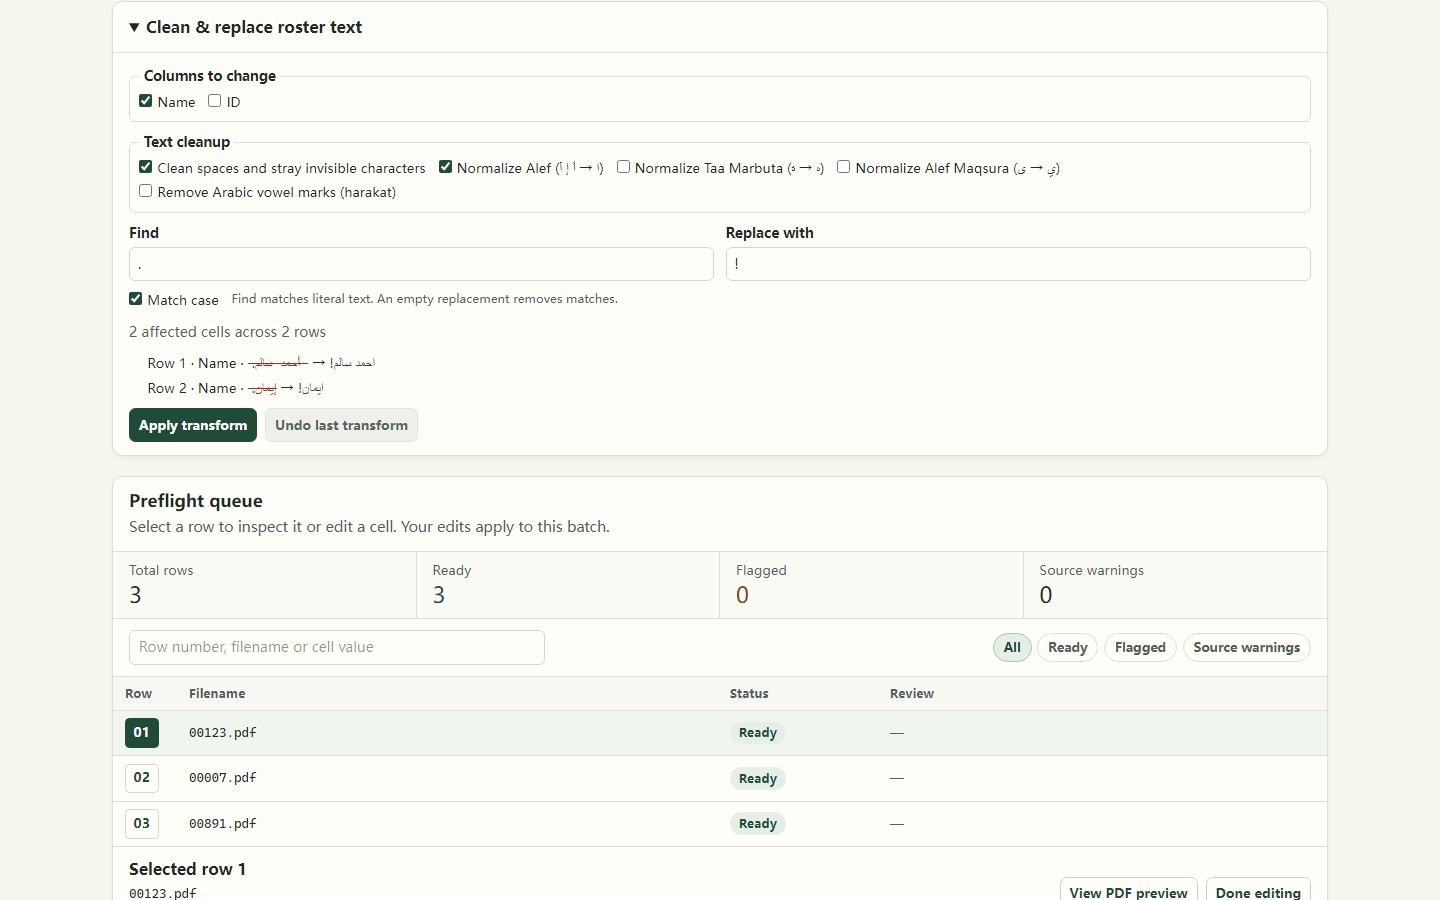 ▼ Clean & replace roster text
Columns to change
Name ID
Text cleanup
Clean spaces and stray invisible characters Normalize Alef (أ إ آ → ا) Normalize Taa Marbuta (ة → ه) Normalize Alef Maqsura (ي → ى)
Remove Arabic vowel marks (harakat)
Find Replace with
. !
Match case Find matches literal text. An empty replacement removes matches.
2 affected cells across 2 rows
Row 1 · Name · أحمد سالم. → احمد سالم!
Row 2 · Name · إيمان. → ايمان!
Apply transform Undo last transform
Preflight queue
Select a row to inspect it or edit a cell. Your edits apply to this batch.
Total rows Ready Flagged Source warnings
3 3 0 0
Row number, filename or cell value All Ready Flagged Source warnings
Row Filename Status Review
01 00123.pdf Ready —
02 00007.pdf Ready —
03 00891.pdf Ready —
Selected row 1
00123.pdf View PDF preview Done editing